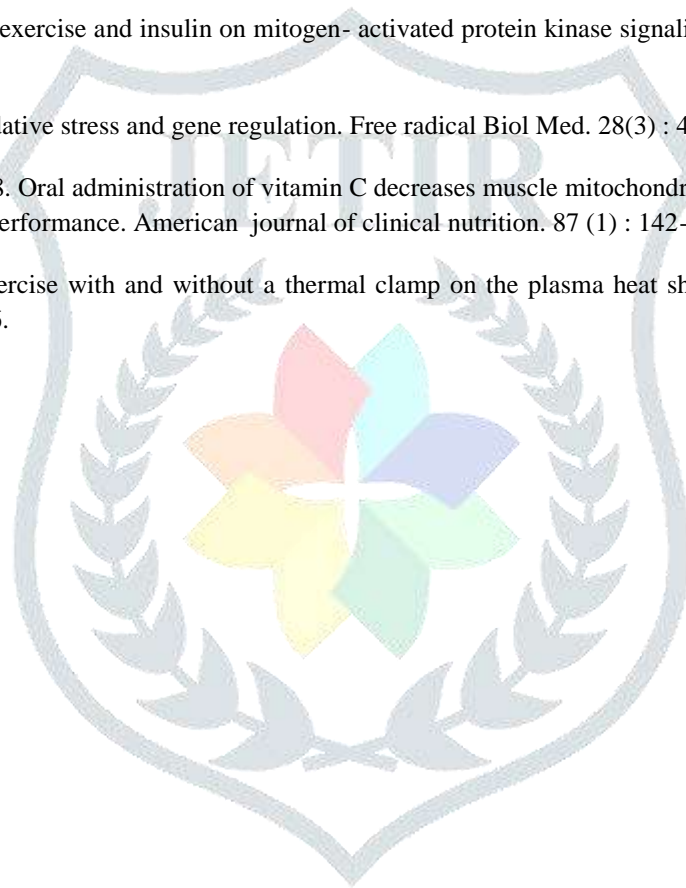 exercise and insulin on mitogen- activated protein kinase signali
dative stress and gene regulation. Free radical Biol Med. 28(3) : 4
8. Oral administration of vitamin C decreases muscle mitochondr
erformance. American journal of clinical nutrition. 87 (1) : 142-
ercise with and without a thermal clamp on the plasma heat sh
5.
JETIR